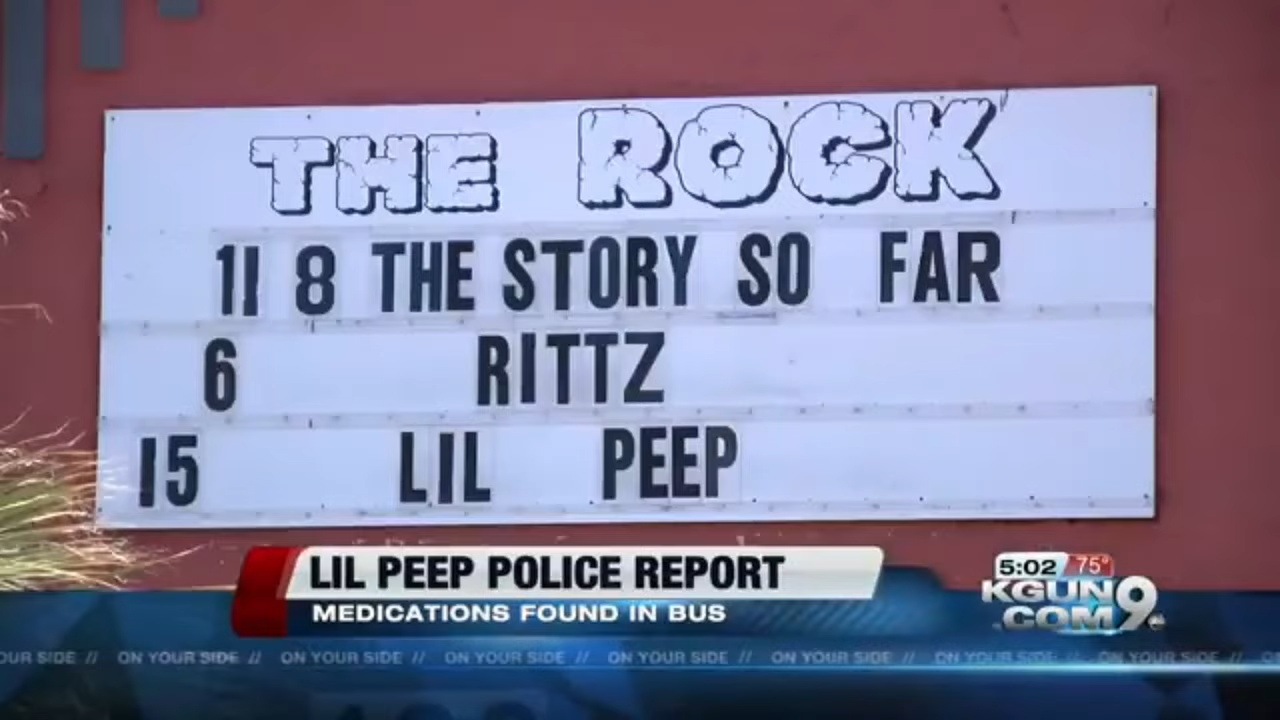 THE ROCK
11 8 THE STORY SO FAR
6 RITTZ
15 LIL PEEP
LIL PEEP POLICE REPORT
MEDICATIONS FOUND IN BUS
5:02 75°
KGUN9
.COM
OUR SIDE // ON YOUR SIDE // ON YOUR SIDE // ON YOUR SIDE // ON YOUR SIDE // ON YOUR SIDE // ON YOUR SIDE // ON YOUR SIDE //